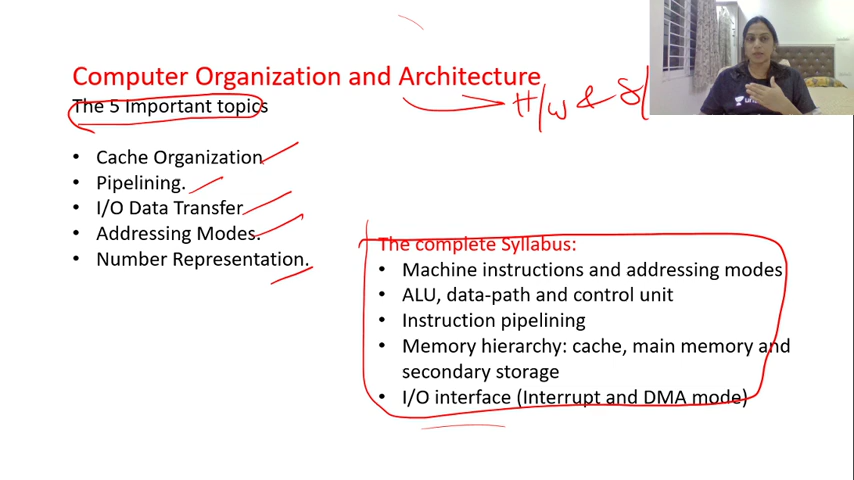 Computer Organization and Architecture
H/W & S/
The 5 Important topics
• Cache Organization
• Pipelining.
• I/O Data Transfer
• Addressing Modes.
• Number Representation.
The complete Syllabus:
• Machine instructions and addressing modes
• ALU, data-path and control unit
• Instruction pipelining
• Memory hierarchy: cache, main memory and
secondary storage
• I/O interface (Interrupt and DMA mode)